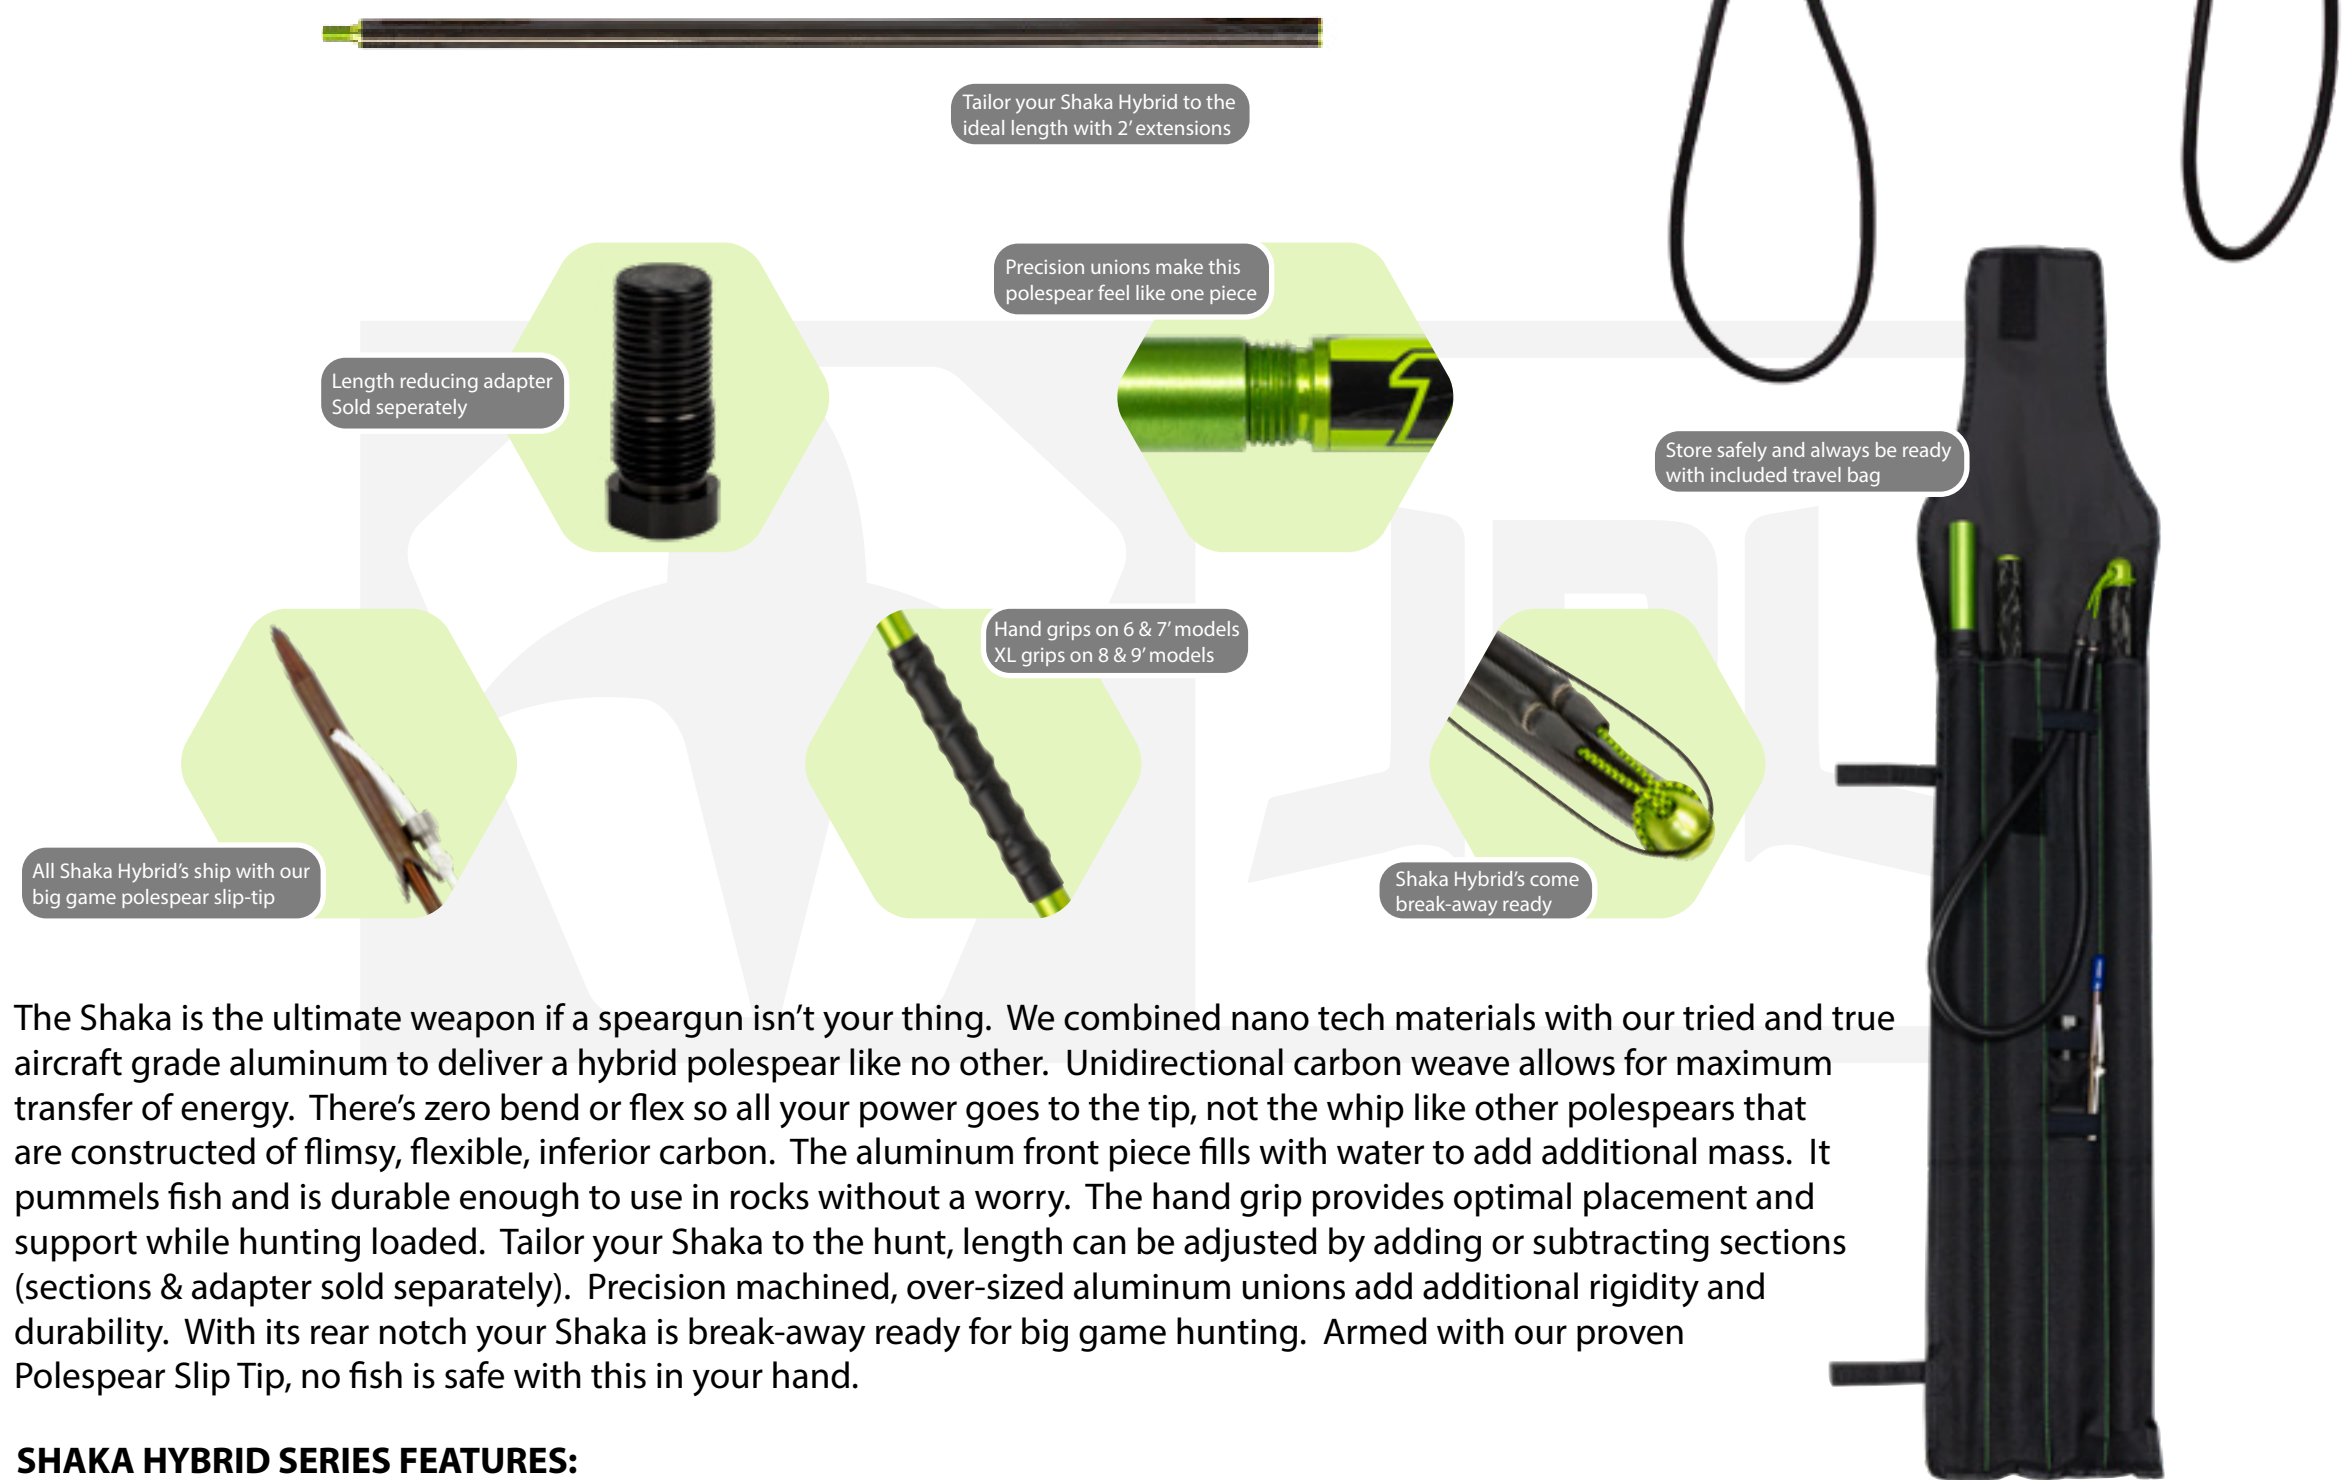 Tailor your Shaka Hybrid to the
ideal length with 2’ extensions
Precision unions make this
polespear feel like one piece
Length reducing adapter
Sold seperately
Store safely and always be ready
with included travel bag
Hand grips on 6 & 7’ models
XL grips on 8 & 9’ models
All Shaka Hybrid’s ship with our
big game polespear slip-tip
Shaka Hybrid’s come
break-away ready
JBL
The Shaka is the ultimate weapon if a speargun isn’t your thing.  We combined nano tech materials with our tried and true
aircraft grade aluminum to deliver a hybrid polespear like no other.  Unidirectional carbon weave allows for maximum
transfer of energy.  There’s zero bend or flex so all your power goes to the tip, not the whip like other polespears that
are constructed of flimsy, flexible, inferior carbon.  The aluminum front piece fills with water to add additional mass.  It
pummels fish and is durable enough to use in rocks without a worry.  The hand grip provides optimal placement and
support while hunting loaded.  Tailor your Shaka to the hunt, length can be adjusted by adding or subtracting sections
(sections & adapter sold separately).  Precision machined, over-sized aluminum unions add additional rigidity and
durability.  With its rear notch your Shaka is break-away ready for big game hunting.  Armed with our proven
Polespear Slip Tip, no fish is safe with this in your hand.
SHAKA HYBRID SERIES FEATURES: